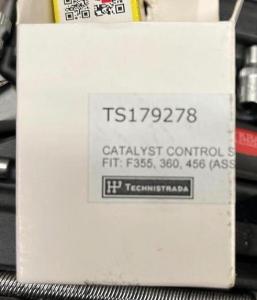 TS179278
CATALYST CONTROL S
FIT: F355, 360, 456 (ASS
TECHNISTRADA